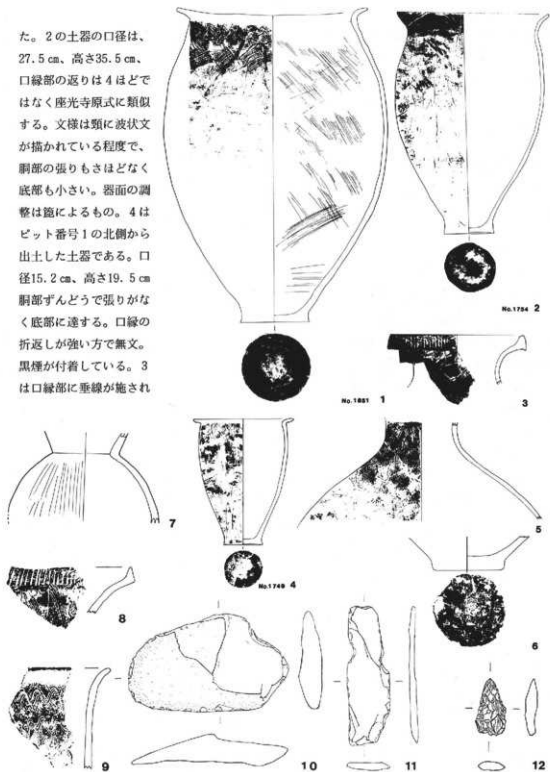 た。2の土器の口径は、
27.5㎝、高さ35.5㎝、
口縁部の返りは4ほどで
はなく座光寺原式に類似
する。文様は頸に波状文
が描かれている程度で、
胴部の張りもさほどなく
底部も小さい。器面の調
整は篦によるもの。4は
ピット番号1の北側から
出土した土器である。口
径15.2㎝、高さ19.5㎝
胴部ずんどうで張りがな
く底部に達する。口縁の
折返しが強い方で無文。
黒煙が付着している。3
は口縁部に垂線が施され
No.1754 2
No.1881 1
3
7
No.1749 4
5
8
6
9
10
11
12